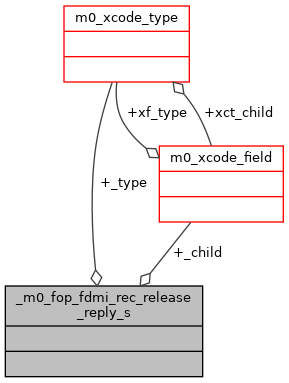 m0_xcode_type
+xf_type
+xct_child
m0_xcode_field
+_type
+_child
_m0_fop_fdmi_rec_release
_reply_s